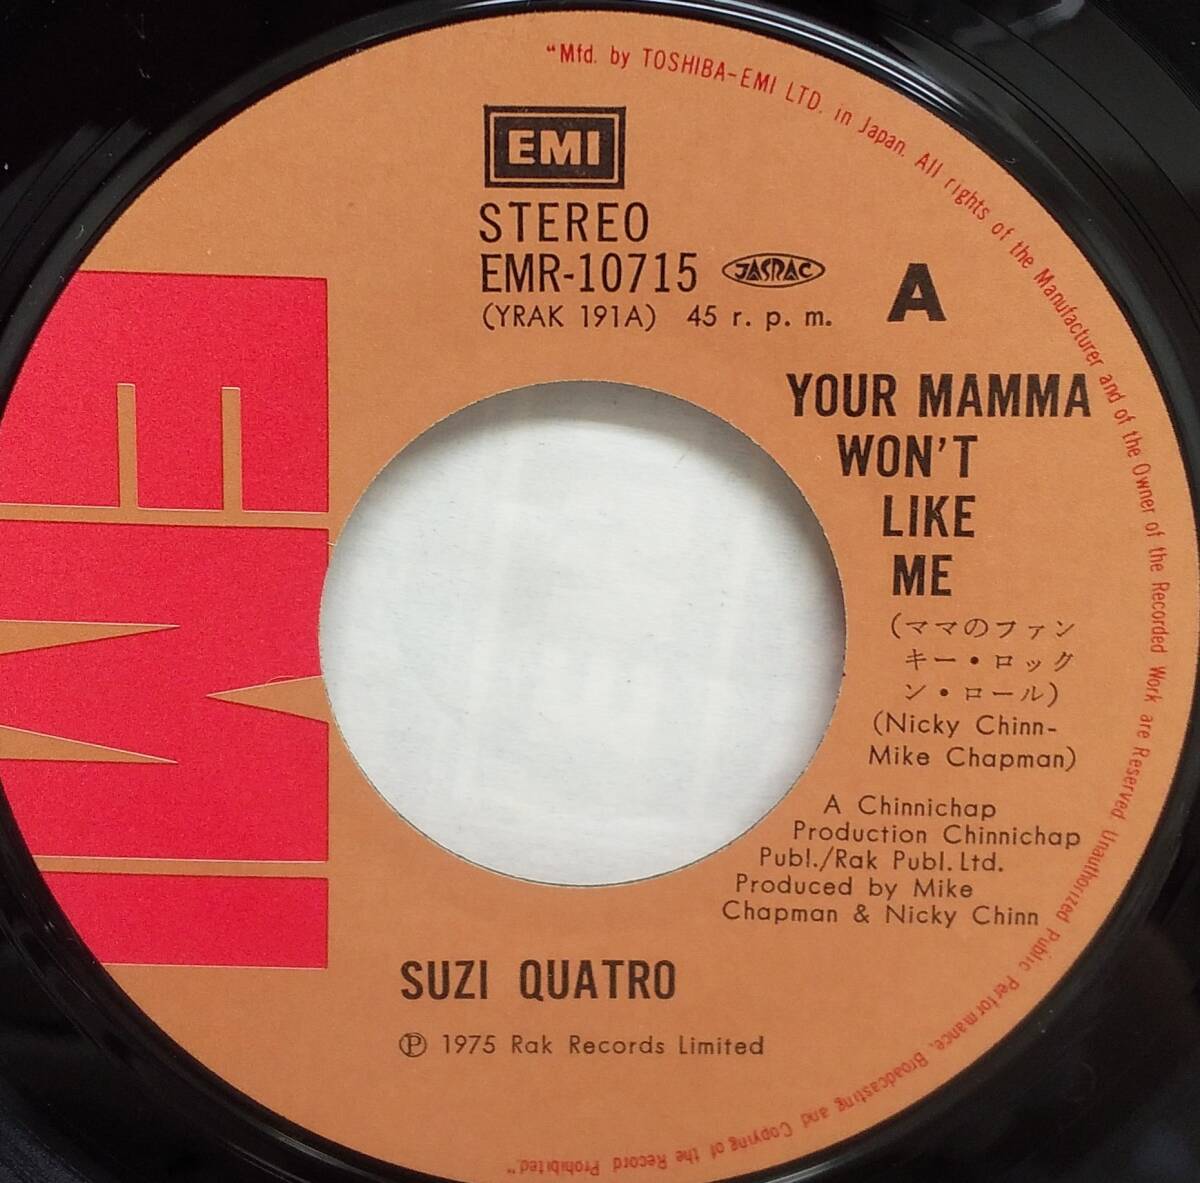 "Mfd. by TOSHIBA-EMI LTD. in Japan. All rights of the Manufacturer and of the Owner of the Recorded Work are Reserved. Unauthorized Public Performance, Broadcasting and Copying of the Record Prohibited."
EMI
STEREO
EMR-10715 JASRAC
(YRAK 191A) 45 r. p. m.
A
YOUR MAMMA
WON'T
LIKE
ME
(ママのファン
キー・ロック
ン・ロール)
(Nicky Chinn-
Mike Chapman)
A Chinnichap
Production Chinnichap
Publ./Rak Publ. Ltd.
Produced by Mike
Chapman & Nicky Chinn
SUZI QUATRO
Ⓟ 1975 Rak Records Limited
EMI